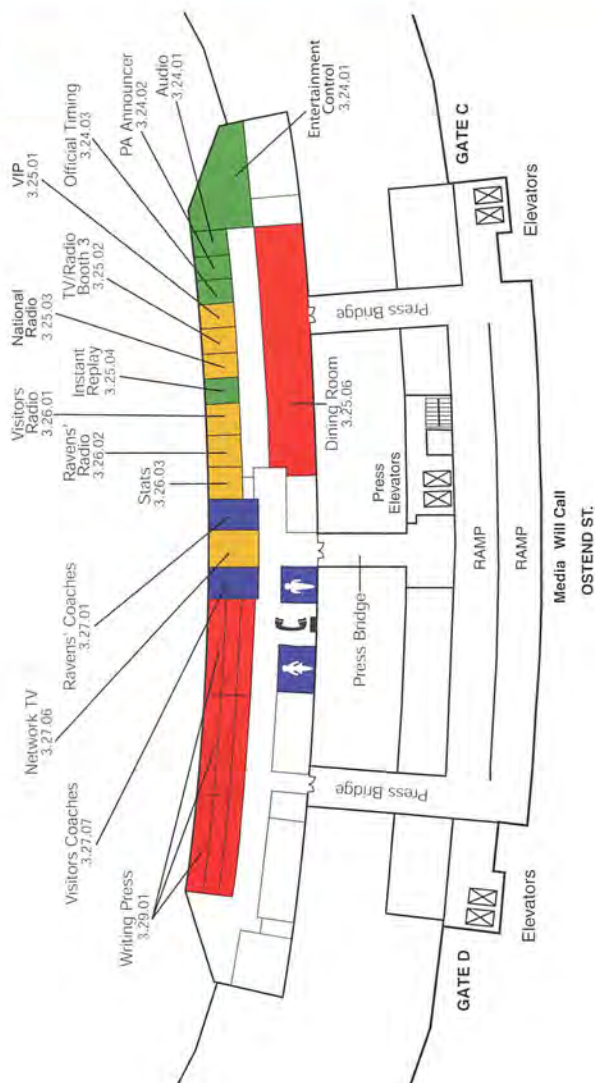 Writing Press
3.29.01
Visitors Coaches
.3.27.07
Network TV
3.27.06
Ravens' Coaches
3.27.01
Stats
3.26.03
Ravens'
Radio
3.26.02
Visitors
Radio
3.26.01
Instant
Replay
3.25.04
National
Radio
3 25.03
TV/Radio
Booth 3
3.25.02
VIP
3.25.01
Official Timing
3.24.03
PA Announcer
3.24.02
Audio
3.24.01
Entertainment
Control
3.24.01
Dining Room
3.25.06
Press Bridge
Press Bridge
Press Bridge
Press
Elevators
GATE D
Elevators
GATE C
Elevators
RAMP
RAMP
RAMP
RAMP
Media Will Call
OSTEND ST.